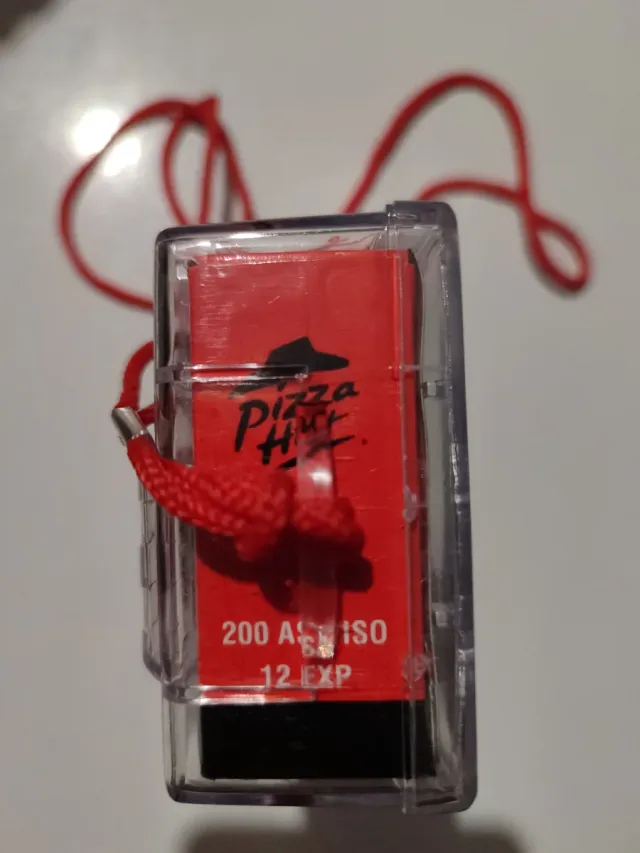 Pizza
Hut
200 ASA/ISO
12 EXP